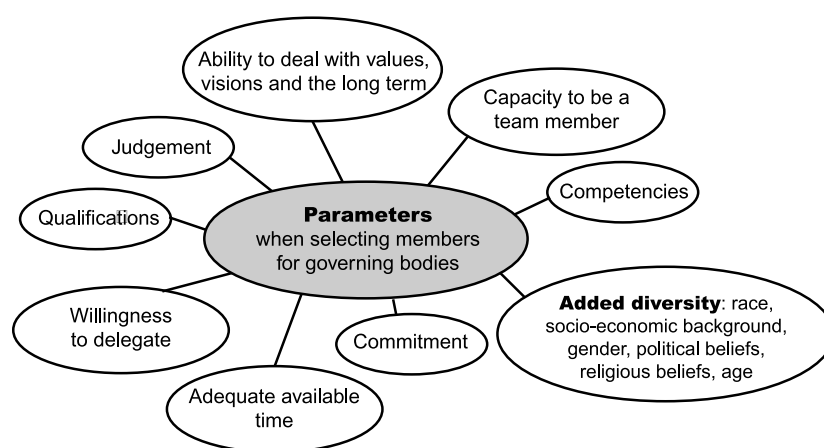 Ability to deal with values,
visions and the long term
Capacity to be a
team member
Judgement
Competencies
Qualifications
Parameters
when selecting members
for governing bodies
Willingness
to delegate
Commitment
Added diversity: race,
socio-economic background,
gender, political beliefs,
religious beliefs, age
Adequate available
time